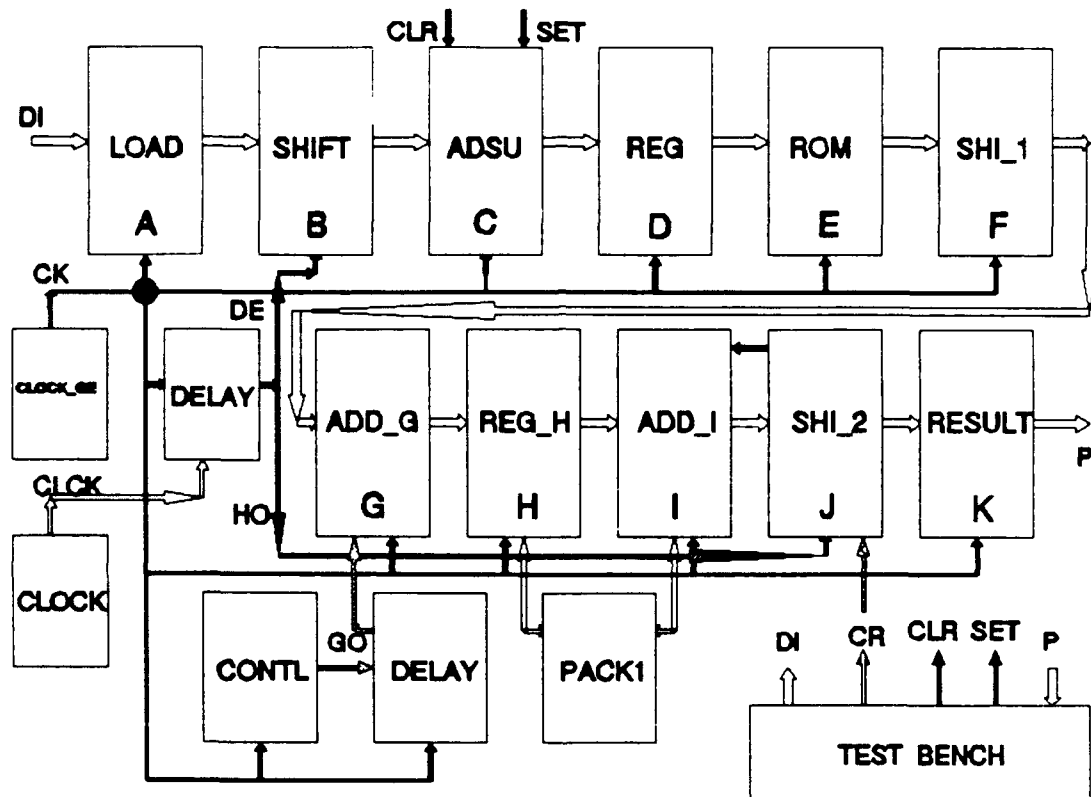 CLR SET
DI
LOAD SHIFT ADSU REG ROM SHI_1
A B C D E F
CK
DE
CLOCK_GE
DELAY
ADD_G REG_H ADD_I SHI_2 RESULT
P
CLCK
HO
G H I J K
CLOCK
GO
CONTL DELAY PACK1
DI CR CLR SET P
TEST BENCH